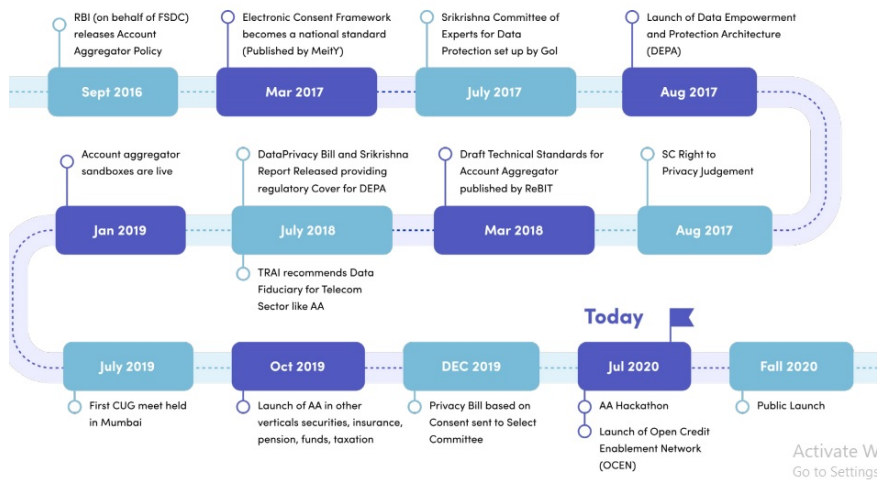 RBI (on behalf of FSDC)
releases Account
Aggregator Policy
Electronic Consent Framework
becomes a national standard
(Published by MeitY)
Srikrishna Committee of
Experts for Data
Protection set up by GoI
Launch of Data Empowerment
and Protection Architecture
(DEPA)
Sept 2016
Mar 2017
July 2017
Aug 2017
Account aggregator
sandboxes are live
DataPrivacy Bill and Srikrishna
Report Released providing
regulatory Cover for DEPA
Draft Technical Standards for
Account Aggregator
published by ReBIT
SC Right to
Privacy Judgement
Jan 2019
July 2018
Mar 2018
Aug 2017
TRAI recommends Data
Fiduciary for Telecom
Sector like AA
Today
July 2019
Oct 2019
DEC 2019
Jul 2020
Fall 2020
First CUG meet held
in Mumbai
Launch of AA in other
verticals securities, insurance,
pension, funds, taxation
Privacy Bill based on
Consent sent to Select
Committee
AA Hackathon
Launch of Open Credit
Enablement Network
(OCEN)
Public Launch
Activate W
Go to Settings